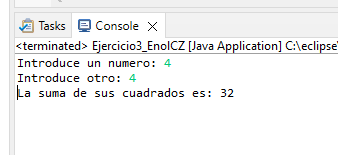 Tasks Console
<terminated> Ejercicio3_EnolCZ [Java Application] C:\eclipse\
Introduce un numero: 4
Introduce otro: 4
La suma de sus cuadrados es: 32